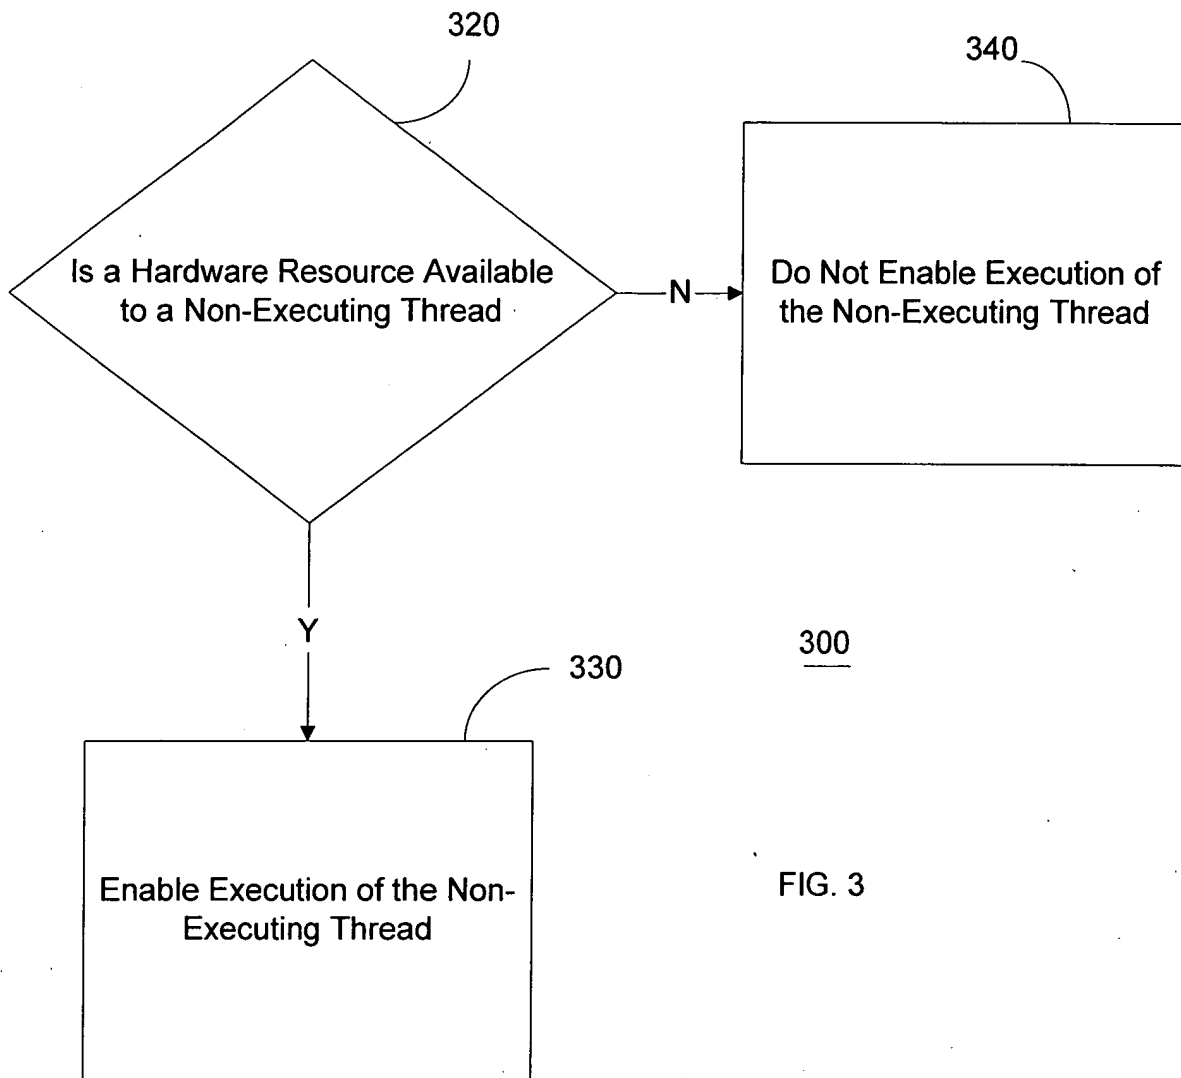 320
340
Is a Hardware Resource Available
to a Non-Executing Thread
N
Do Not Enable Execution of
the Non-Executing Thread
Y
300
330
Enable Execution of the Non-
Executing Thread
FIG. 3